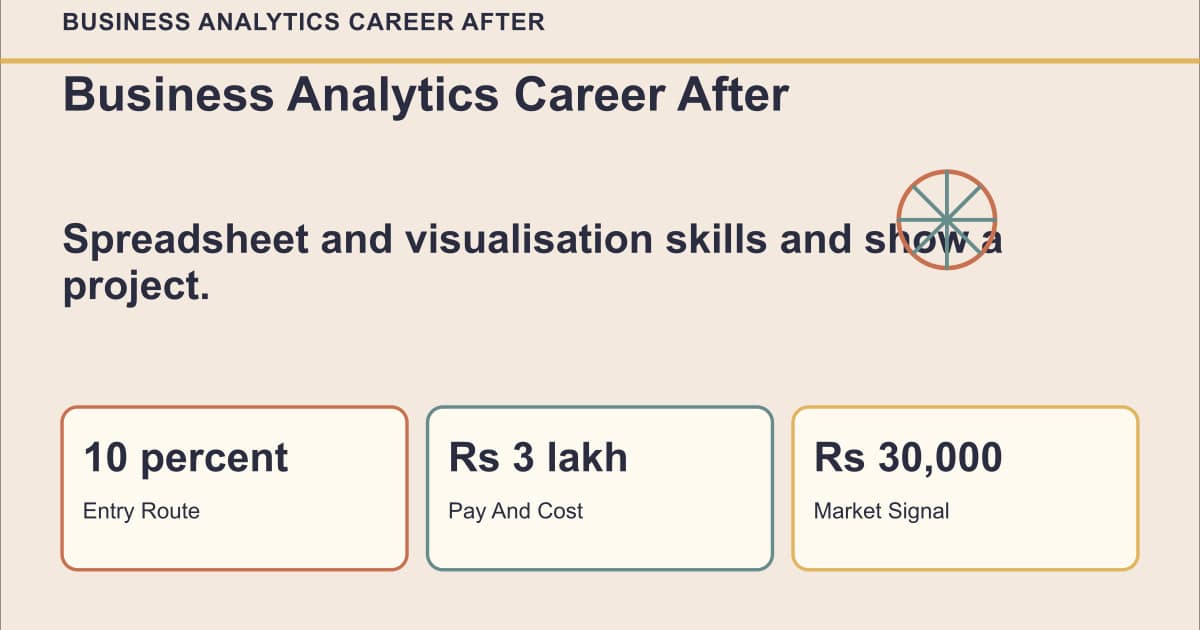 BUSINESS ANALYTICS CAREER AFTER
Business Analytics Career After
Spreadsheet and visualisation skills and show a
project.
10 percent
Entry Route
Rs 3 lakh
Pay And Cost
Rs 30,000
Market Signal